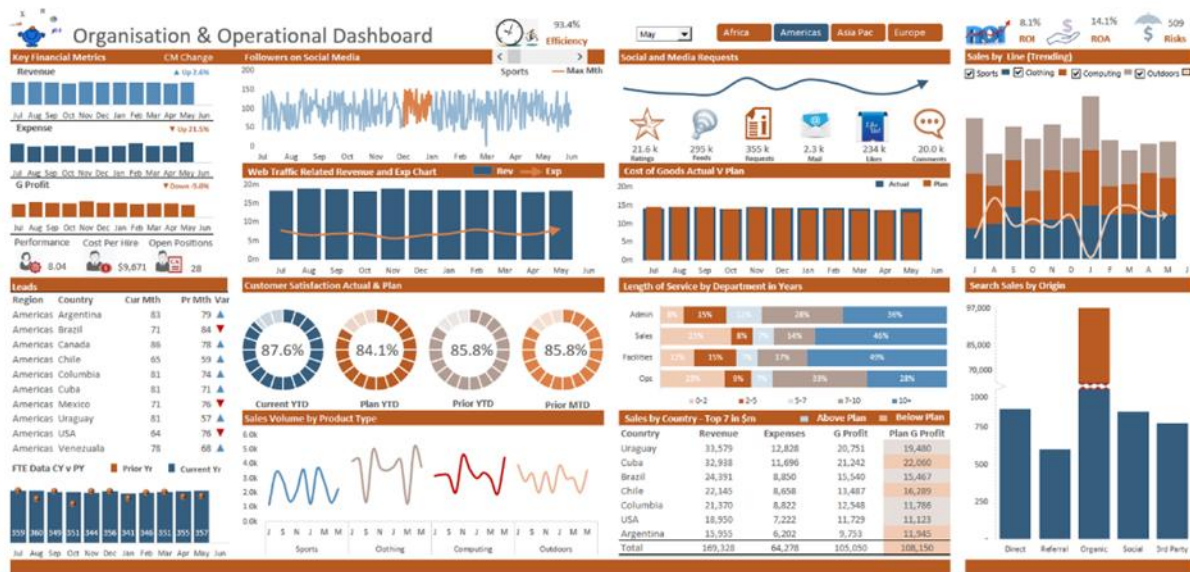 Organisation & Operational Dashboard
93.4%
Efficiency
May
Africa
Americas
Asia Pac
Europe
8.1%
ROI
14.1%
ROA
509
Risks
Key Financial Metrics CM Change
Revenue
Up 2.6%
Jul Aug Sep Oct Nov Dec Jan Feb Mar Apr May Jun
Expense
Up 21.5%
Jul Aug Sep Oct Nov Dec Jan Feb Mar Apr May Jun
G Profit
Down -5.8%
Jul Aug Sep Oct Nov Dec Jan Feb Mar Apr May Jun
Performance Cost Per Hire Open Positions
8.04 $9,871 28
Followers on Social Media
Sports Max Mth
200
150
100
50
0
Jul Aug Sep Oct Nov Dec Jan Feb Mar Apr May Jun
Web Traffic Related Revenue and Exp Chart Rev Exp
20m
15m
10m
5m
0m
Jul Aug Sep Oct Nov Dec Jan Feb Mar Apr May Jun
Social and Media Requests
21.6 k
Ratings
295 k
Feeds
355 k
Requests
2.3 k
Mail
234 k
Likes
20.0 k
Comments
Cost of Goods Actual V Plan
Actual Plan
20m
15m
10m
5m
0m
Jul Aug Sep Oct Nov Dec Jan Feb Mar Apr May Jun
Sales by Line (Trending)
Sports Clothing Computing Outdoors
J A S O N D J F M A M J
Leads
Region Country Cur Mth Pr Mth Var
Americas Argentina 83 79
Americas Brazil 71 84
Americas Canada 86 78
Americas Chile 65 59
Americas Columbia 81 74
Americas Cuba 81 71
Americas Mexico 71 76
Americas Uraguay 81 57
Americas USA 64 76
Americas Venezuala 78 68
FTE Data CY v PY Prior Yr Current Yr
359 360 349 351 344 356 341 346 351 355 357
Jul Aug Sep Oct Nov Dec Jan Feb Mar Apr May Jun
Customer Satisfaction Actual & Plan
87.6%
Current YTD
84.1%
Plan YTD
85.8%
Prior YTD
85.8%
Prior MTD
Sales Volume by Product Type
6.0k
5.0k
4.0k
3.0k
2.0k
1.0k
0.0k
J S N J M M J S N J M M J S N J M M J S N J M M
Sports Clothing Computing Outdoors
Length of Service by Department in Years
Admin 15% 28% 36%
Sales 8% 14% 46%
Facilities 15% 17% 49%
Ops 9% 33% 28%
0-2 2-5 5-7 7-10 10+
Sales by Country - Top 7 in $m Above Plan Below Plan
Country Revenue Expenses G Profit Plan G Profit
Uraguay 33,579 12,828 20,751 19,480
Cuba 32,938 11,696 21,242 22,060
Brazil 24,391 8,850 15,540 15,467
Chile 22,145 8,658 13,487 16,289
Columbia 21,370 8,822 12,548 11,786
USA 18,950 7,222 11,729 11,123
Argentina 15,955 6,202 9,753 11,945
Total 169,328 64,278 105,050 108,150
Search Sales by Origin
97,000
85,000
70,000
1000
750
500
250
-
Direct Referral Organic Social 3rd Party